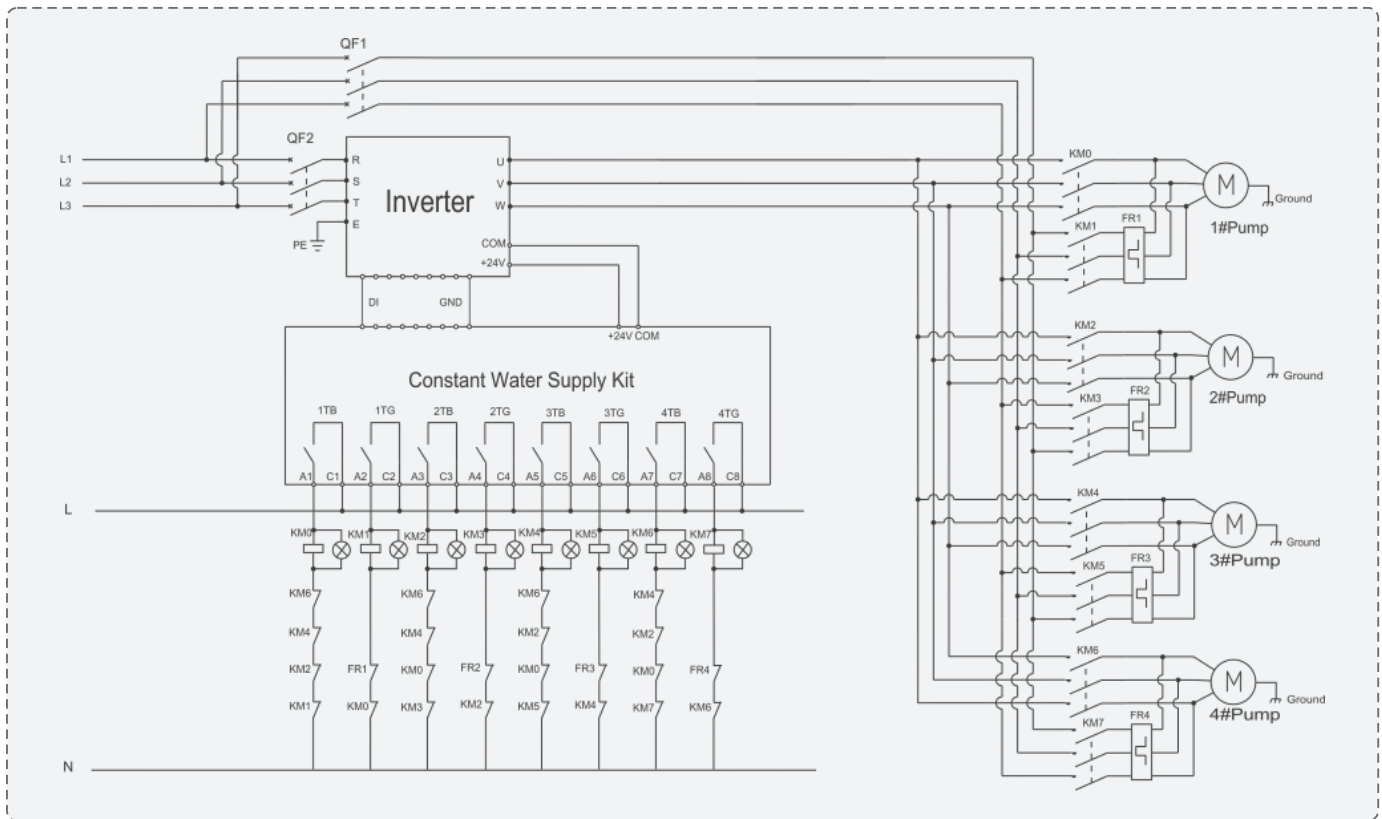 QF1
QF2
L1
L2
L3
R
S
T
E
PE
Inverter
U
V
W
COM
+24V
DI
GND
+24V COM
Constant Water Supply Kit
1TB 1TG 2TB 2TG 3TB 3TG 4TB 4TG
A1 C1 A2 C2 A3 C3 A4 C4 A5 C5 A6 C6 A7 C7 A8 C8
L
KM0 KM1 KM2 KM3 KM4 KM5 KM6 KM7
KM6 KM6 KM6 KM4
KM4 KM4 KM2 KM2
KM2 FR1 KM0 FR2 KM0 FR3 KM0 FR4
KM1 KM0 KM3 KM2 KM5 KM4 KM7 KM6
N
KM0
M
Ground
KM1
FR1
1#Pump
KM2
M
Ground
KM3
FR2
2#Pump
KM4
M
Ground
KM5
FR3
3#Pump
KM6
M
Ground
KM7
FR4
4#Pump